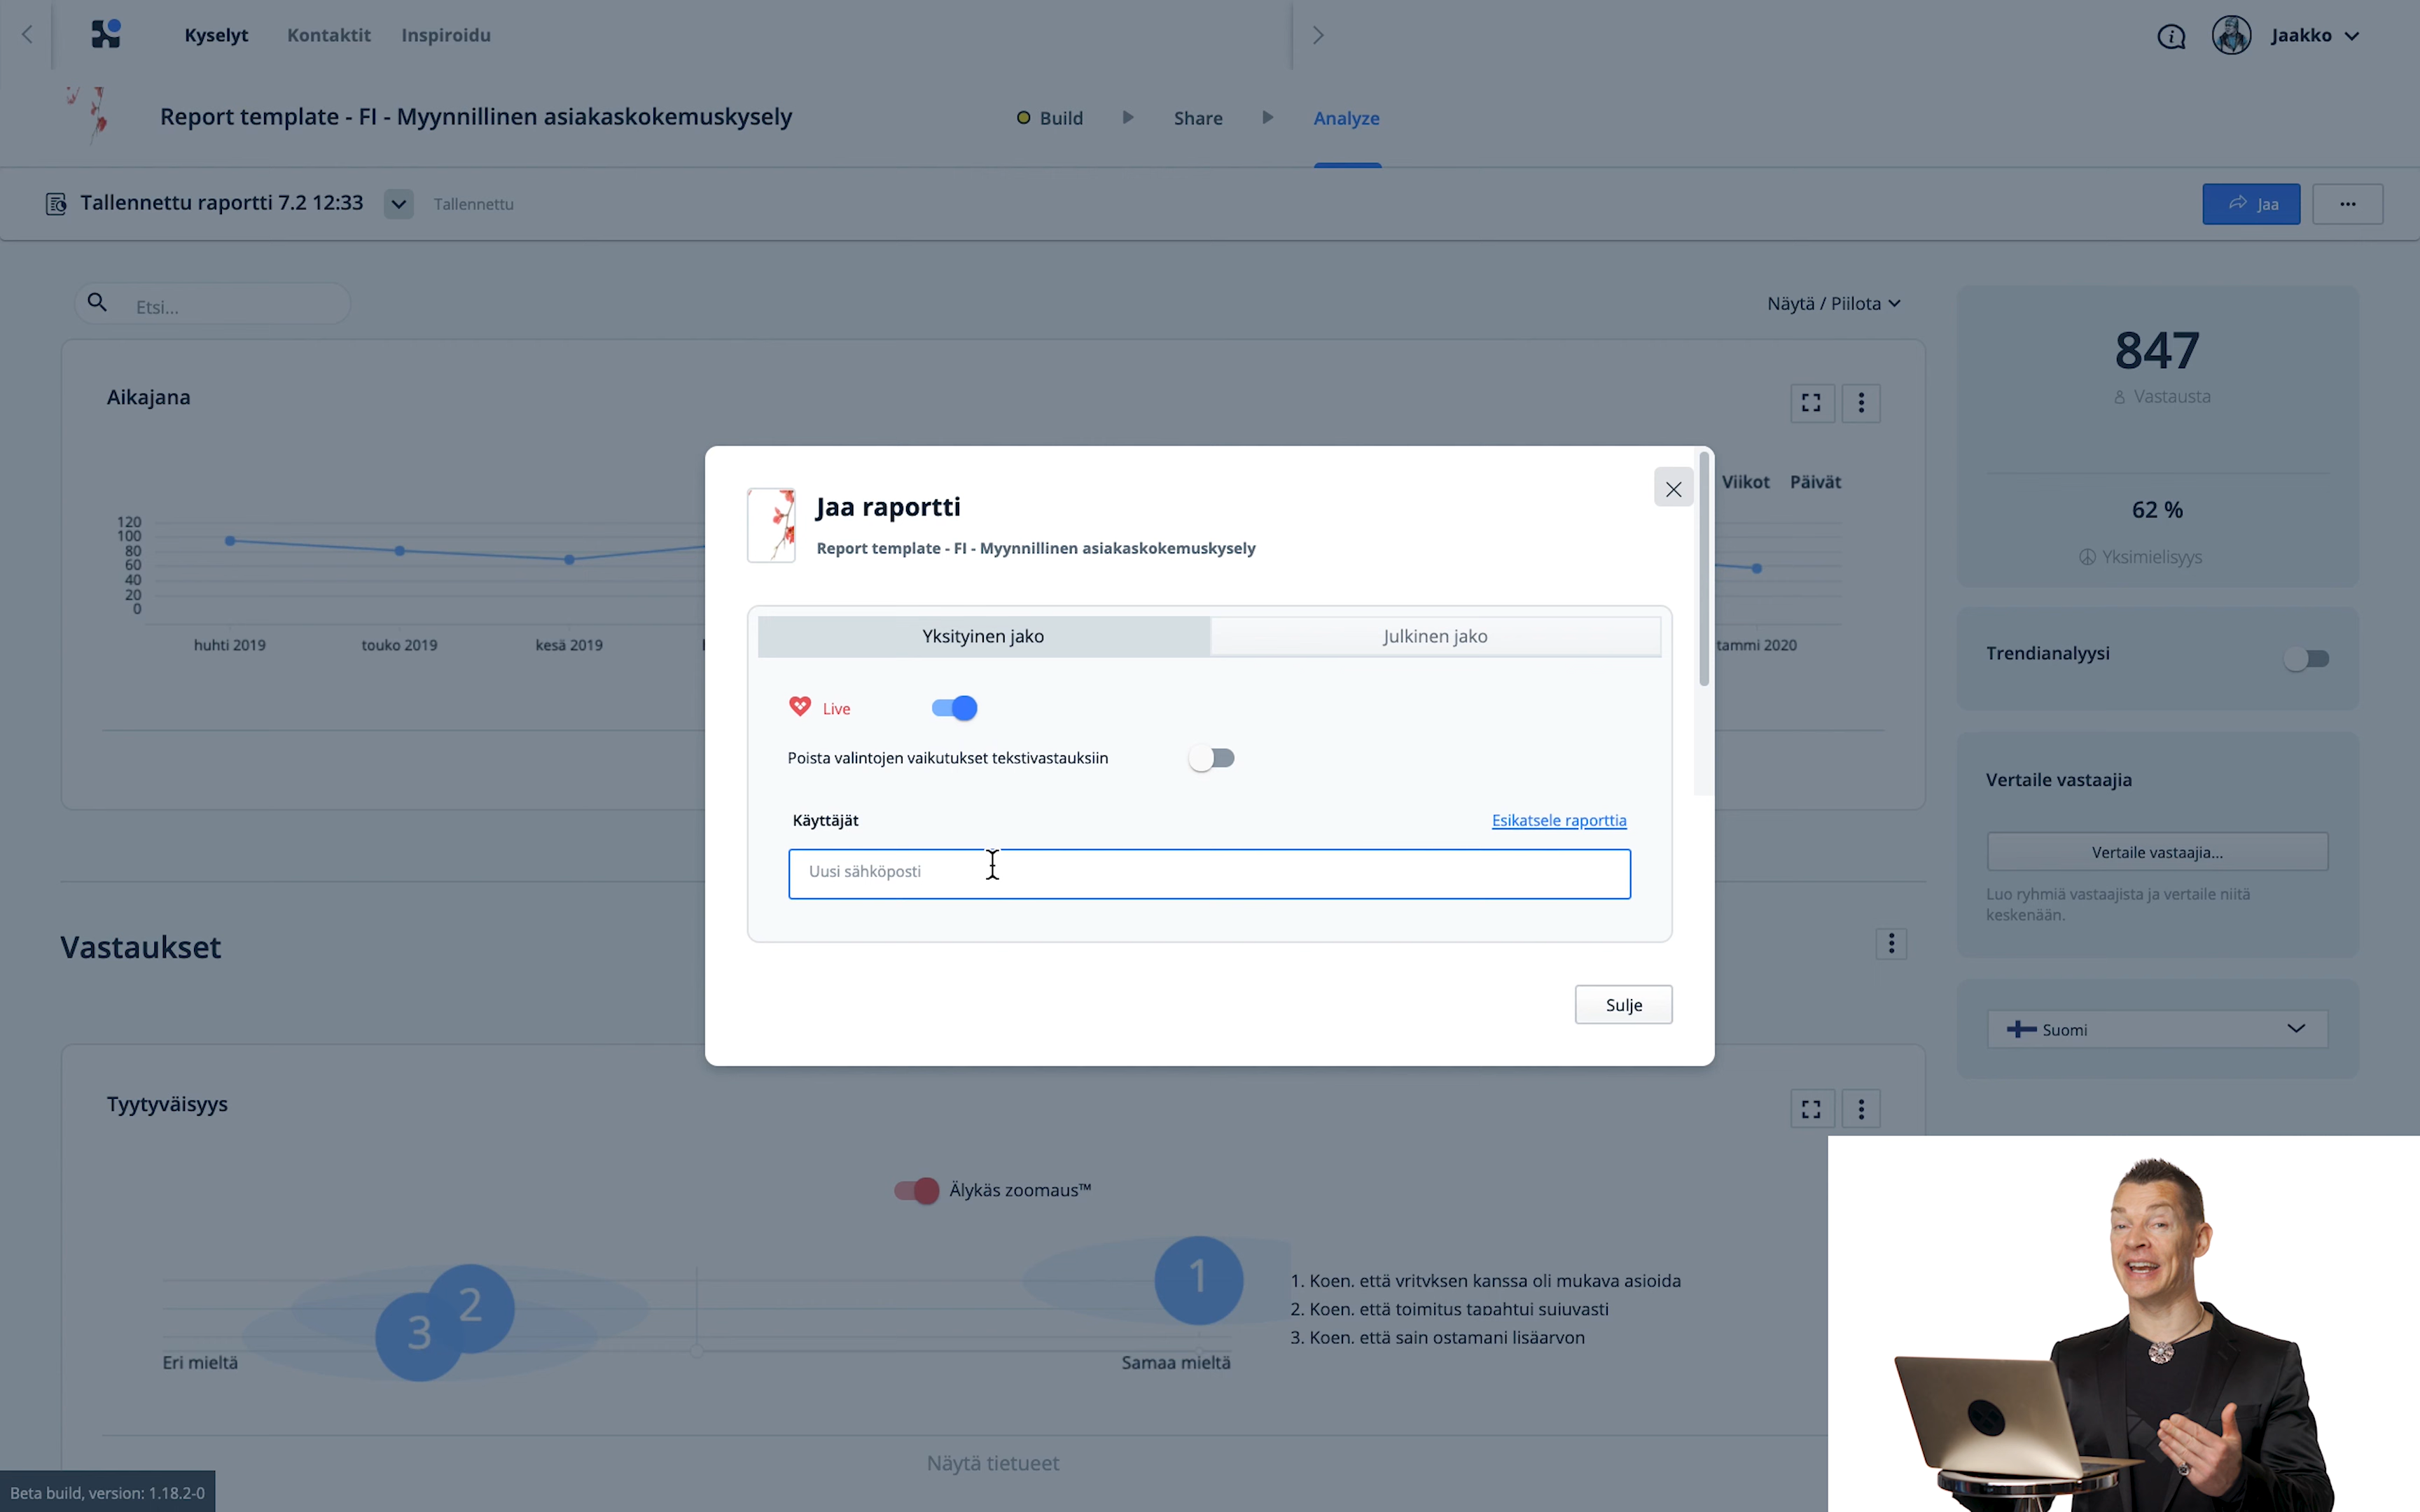 Kyselyt Kontaktit Inspiroidu
Jaakko
Report template - FI - Myynnillinen asiakaskokemuskysely
Build Share Analyze
Tallennettu raportti 7.2 12:33 Tallennettu
Jaa
...
Etsi...
Näytä / Piilota
Aikajana
Viikot Päivät
120
100
80
60
40
20
0
huhti 2019 touko 2019 kesä 2019 tammi 2020
Jaa raportti
Report template - FI - Myynnillinen asiakaskokemuskysely
Yksityinen jako Julkinen jako
Live
Poista valintojen vaikutukset tekstivastauksiin
Käyttäjät Esikatsele raporttia
Uusi sähköposti
Sulje
847
Vastausta
62 %
Yksimielisyys
Trendianalyysi
Vertaile vastaajia
Vertaile vastaajia...
Luo ryhmiä vastaajista ja vertaile niitä
keskenään.
Suomi
Vastaukset
Tyytyväisyys
Älykäs zoomaus™
1
2
3
Eri mieltä Samaa mieltä
1. Koen. että vritvksen kanssa oli mukava asioida
2. Koen. että toimitus tapahtui suiuvasti
3. Koen. että sain ostamani lisäarvon
Näytä tietueet
Beta build, version: 1.18.2-0